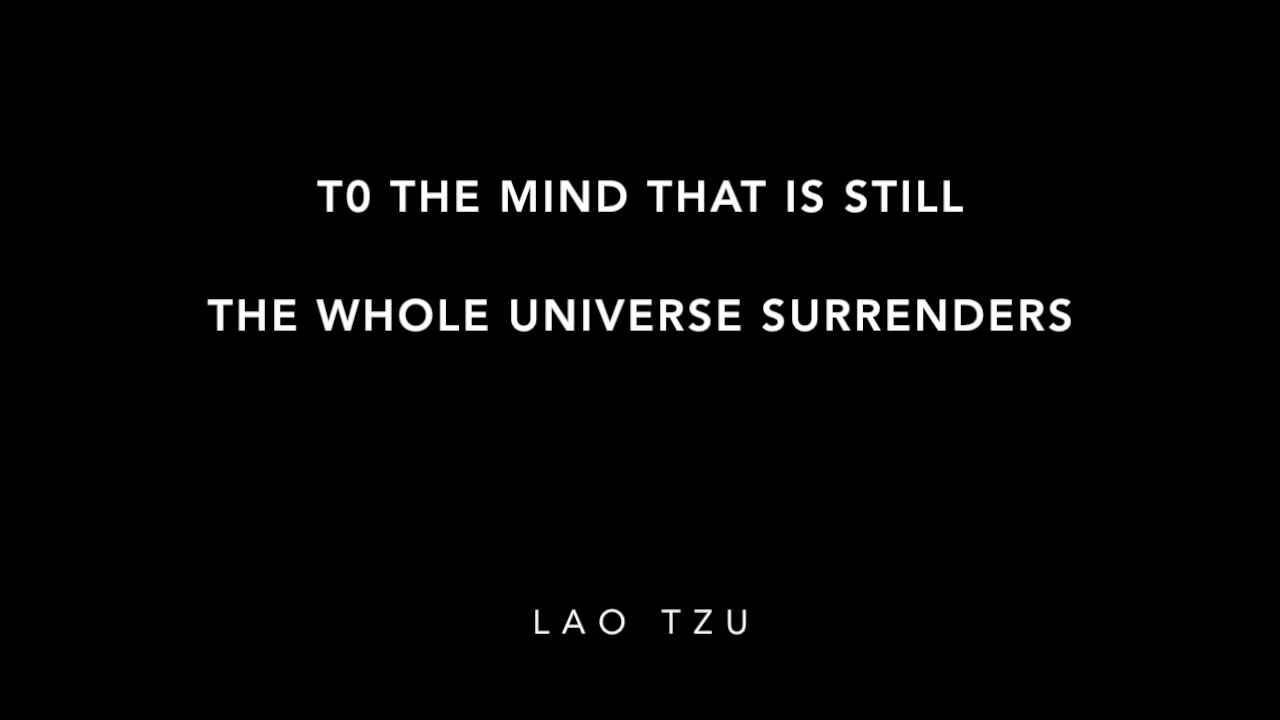 T0 THE MIND THAT IS STILL
THE WHOLE UNIVERSE SURRENDERS
LAO TZU